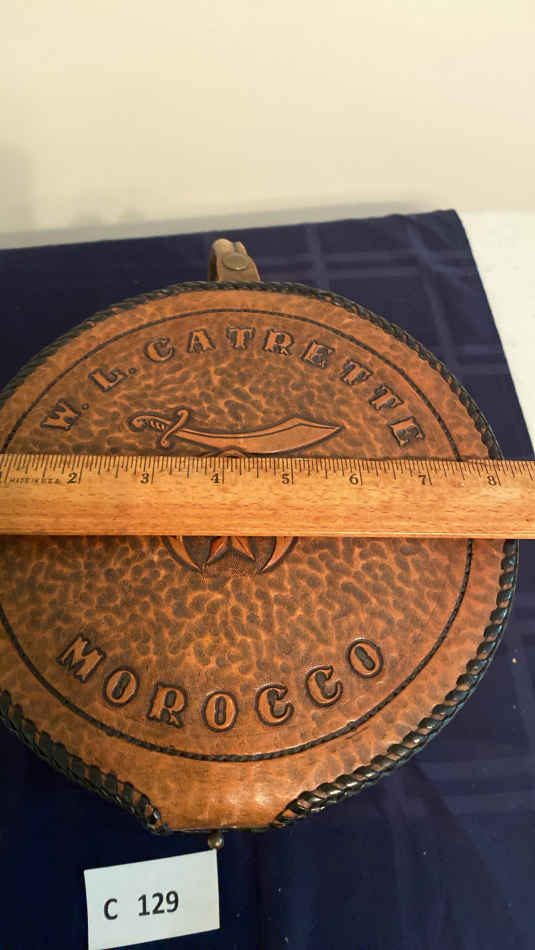 W. L. CATRETTE
2 3 4 5 6 7 8
MADE IN U.S.A.
MOROCCO
C 129